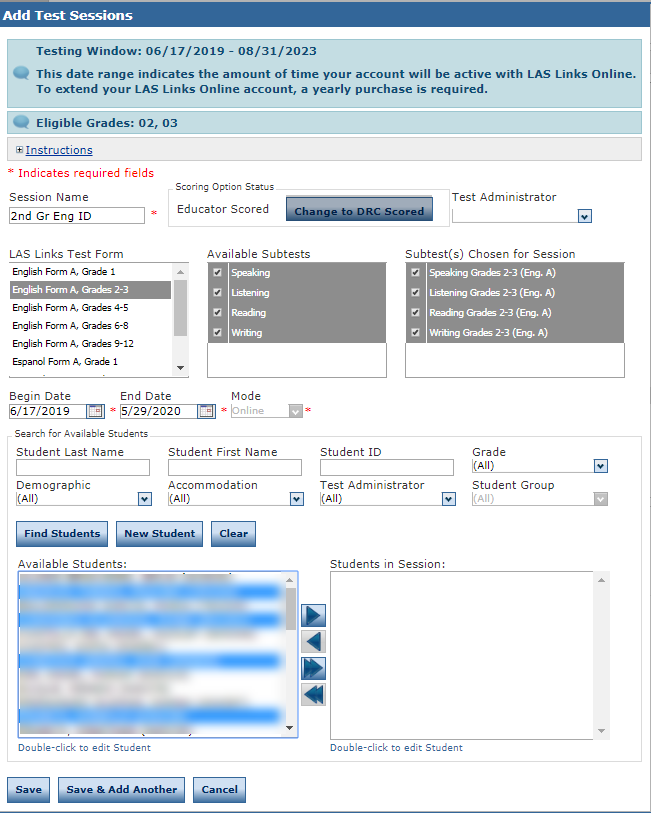 Add Test Sessions
Testing Window: 06/17/2019 - 08/31/2023
This date range indicates the amount of time your account will be active with LAS Links Online.
To extend your LAS Links Online account, a yearly purchase is required.
Eligible Grades: 02, 03
Instructions
* Indicates required fields
Scoring Option Status
Session Name
Test Administrator
2nd Gr Eng ID *
Educator Scored
Change to DRC Scored
LAS Links Test Form
English Form A, Grade 1
English Form A, Grades 2-3
English Form A, Grades 4-5
English Form A, Grades 6-8
English Form A, Grades 9-12
Espanol Form A, Grade 1
Available Subtests
Speaking
Listening
Reading
Writing
Subtest(s) Chosen for Session
Speaking Grades 2-3 (Eng. A)
Listening Grades 2-3 (Eng. A)
Reading Grades 2-3 (Eng. A)
Writing Grades 2-3 (Eng. A)
Begin Date End Date Mode
6/17/2019 * 5/29/2020 * Online *
Search for Available Students
Student Last Name Student First Name Student ID Grade
(All)
Demographic Accommodation Test Administrator Student Group
(All) (All) (All) (All)
Find Students New Student Clear
Available Students: Students in Session:
Double-click to edit Student Double-click to edit Student
Save Save & Add Another Cancel